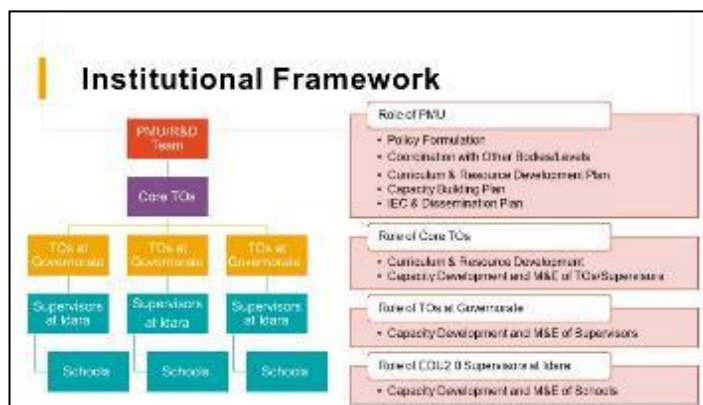 Institutional Framework
PMU/R&D
Team
Core TOs
TOs at
Governorate
TOs at
Governorate
TOs at
Governorate
Supervisors
at Idara
Supervisors
at Idara
Supervisors
at Idara
Schools
Schools
Schools
Role of PMU
• Policy Formulation
• Coordination with Other Bodies/Levels
• Curriculum & Resource Development Plan
• Capacity Building Plan
• IEC & Dissemination Plan
Role of Core TOs
• Curriculum & Resource Development
• Capacity Development and M&E of TOs/Supervisors
Role of TOs at Governorate
• Capacity Development and M&E of Supervisors
Role of EDU2.0 Supervisors at Idara
• Capacity Development and M&E of Schools